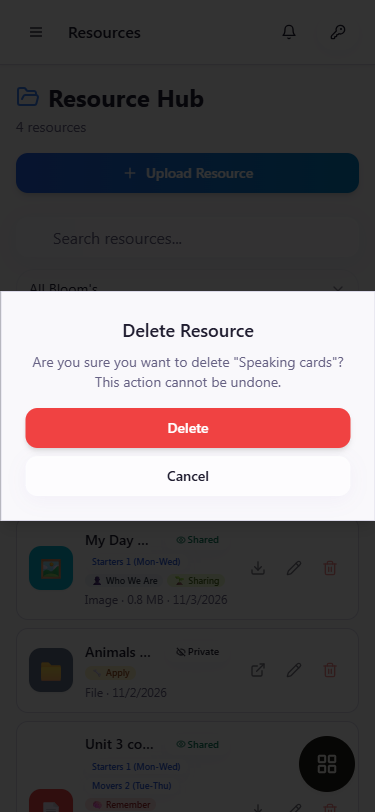 Resources
Resource Hub
4 resources
+ Upload Resource
Search resources...
All Bloom's
Delete Resource
Are you sure you want to delete "Speaking cards"?
This action cannot be undone.
Delete
Cancel
My Day ...
Shared
Starters 1 (Mon-Wed)
Who We Are
Sharing
Image · 0.8 MB · 11/3/2026
Animals ...
Private
Apply
File · 11/2/2026
Unit 3 co...
Shared
Starters 1 (Mon-Wed)
Movers 2 (Tue-Thu)
Remember